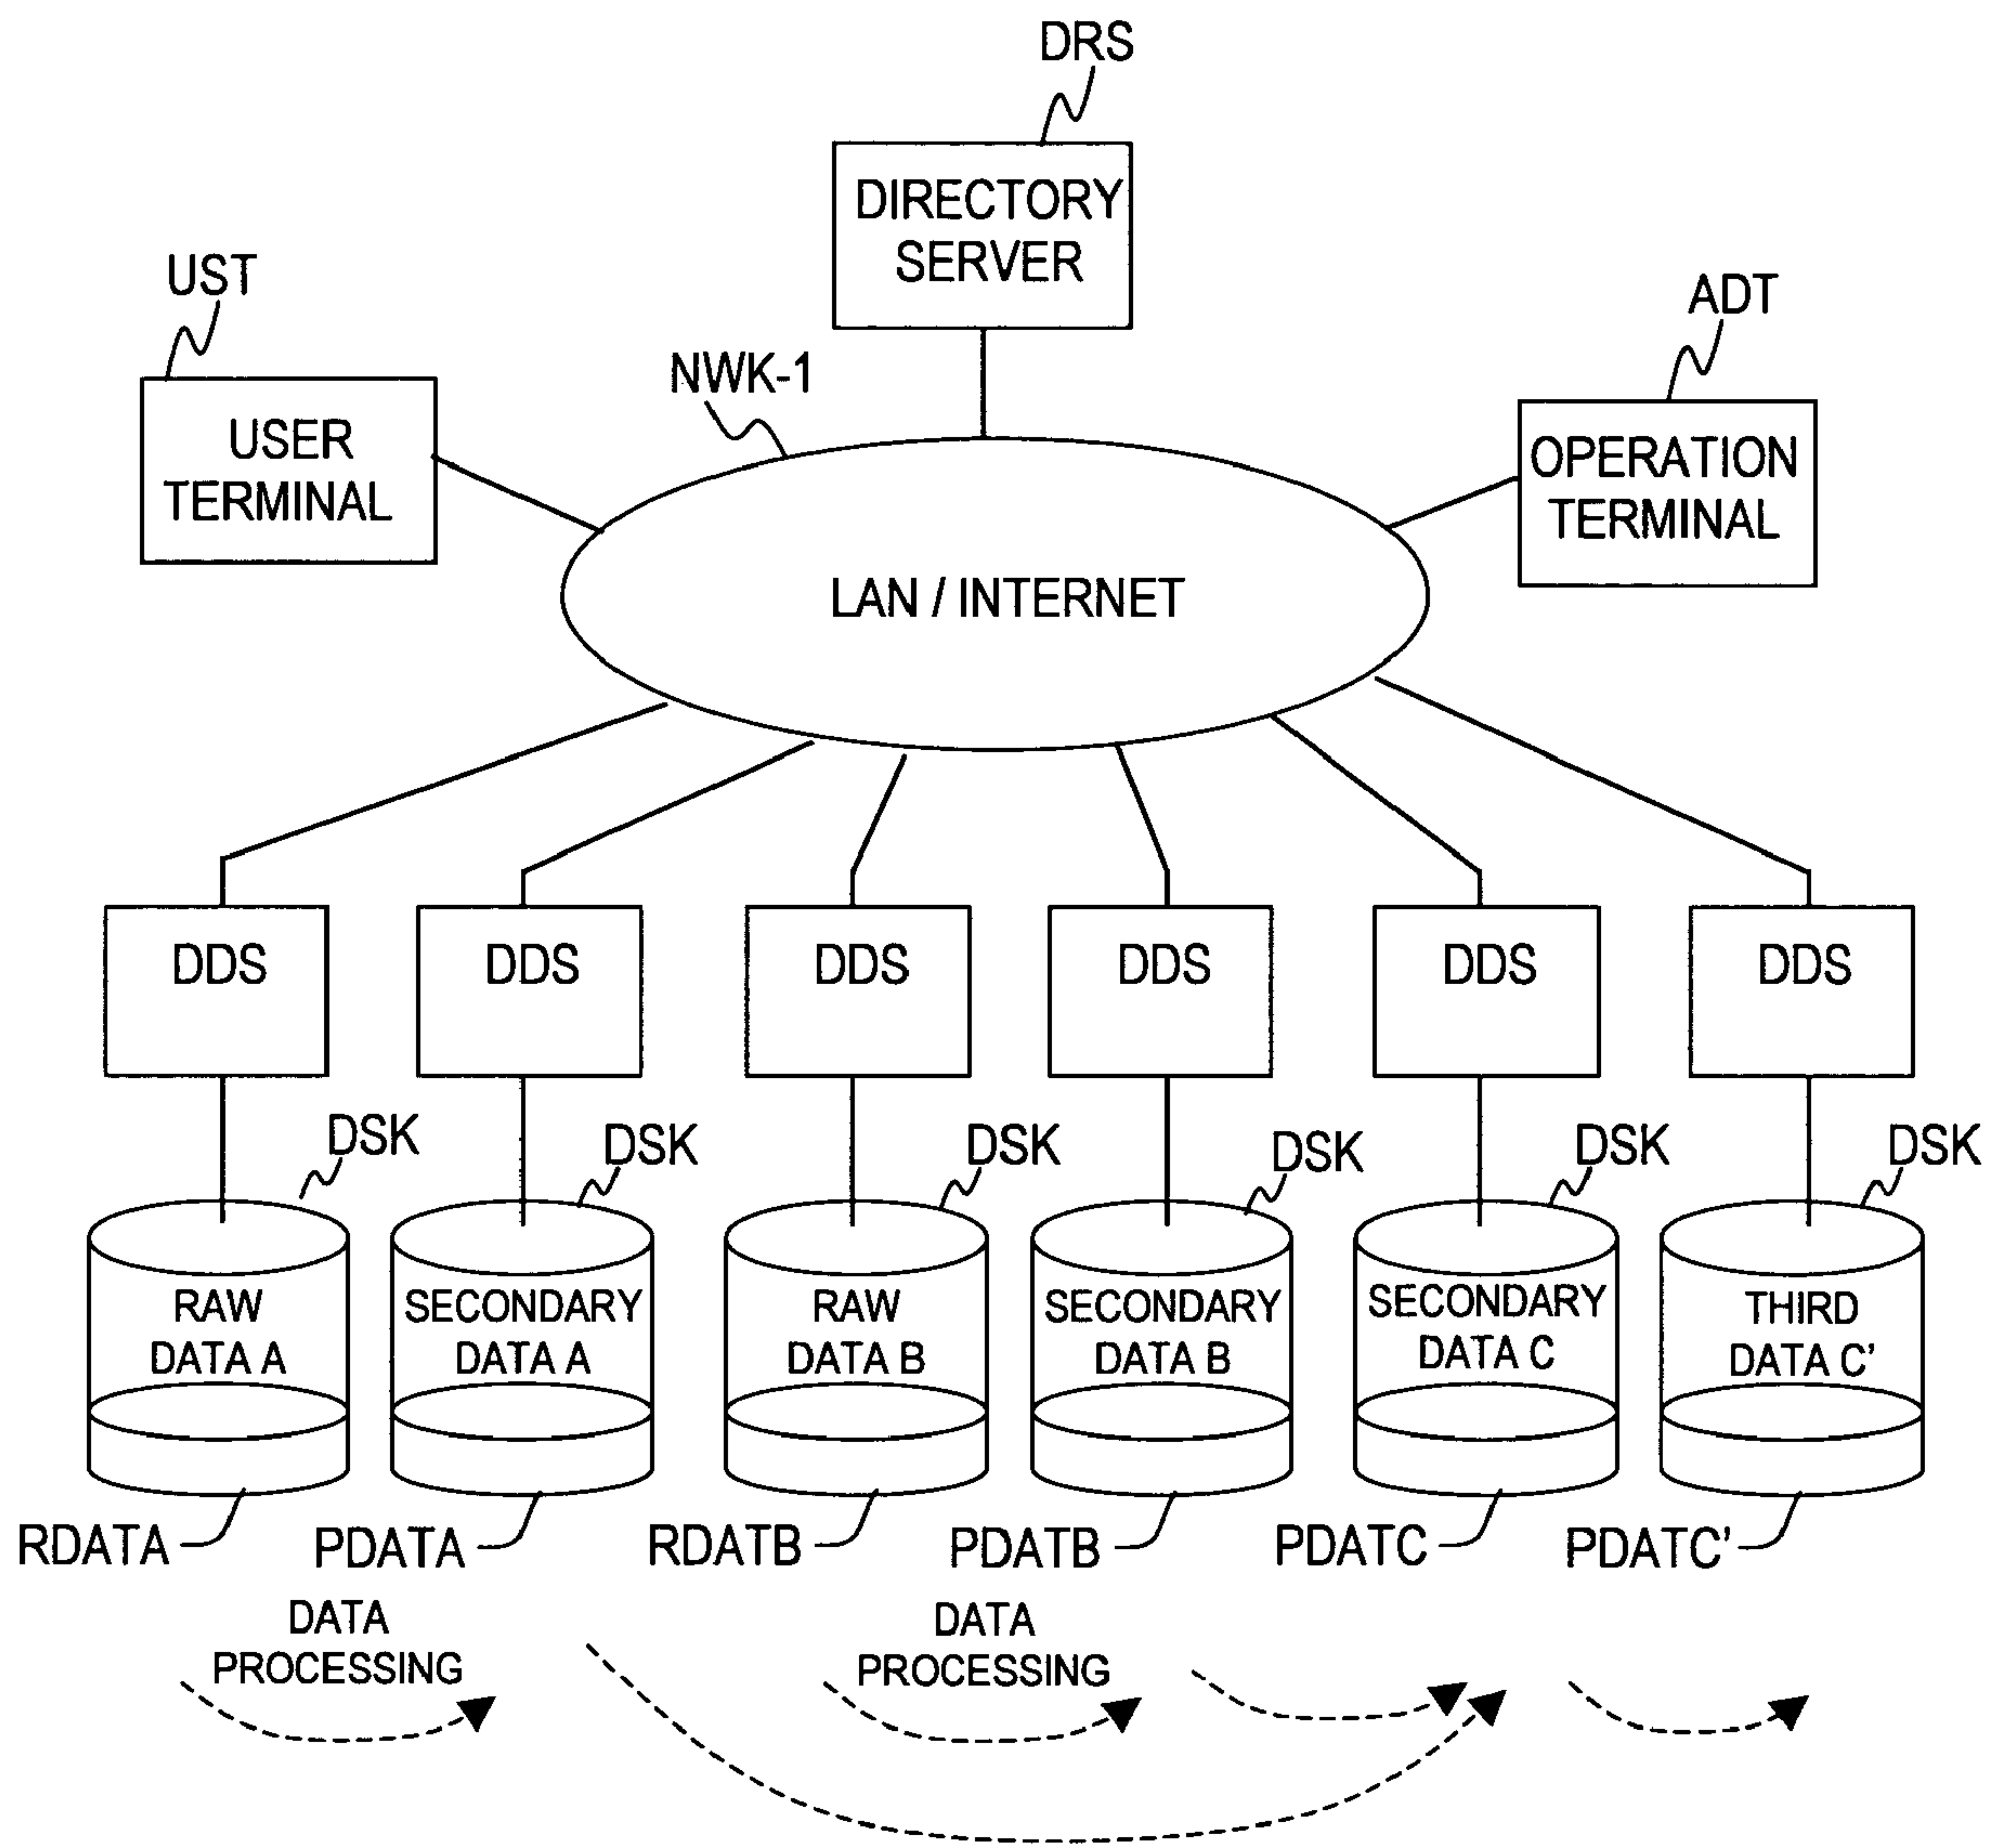 DRS
DIRECTORY
SERVER
UST
ADT
NWK-1
USER
TERMINAL
OPERATION
TERMINAL
LAN / INTERNET
DDS
DDS
DDS
DDS
DDS
DDS
DSK
DSK
DSK
DSK
DSK
DSK
RAW
DATA A
SECONDARY
DATA A
RAW
DATA B
SECONDARY
DATA B
SECONDARY
DATA C
THIRD
DATA C'
RDATA
PDATA
RDATB
PDATB
PDATC
PDATC'
DATA
PROCESSING
DATA
PROCESSING